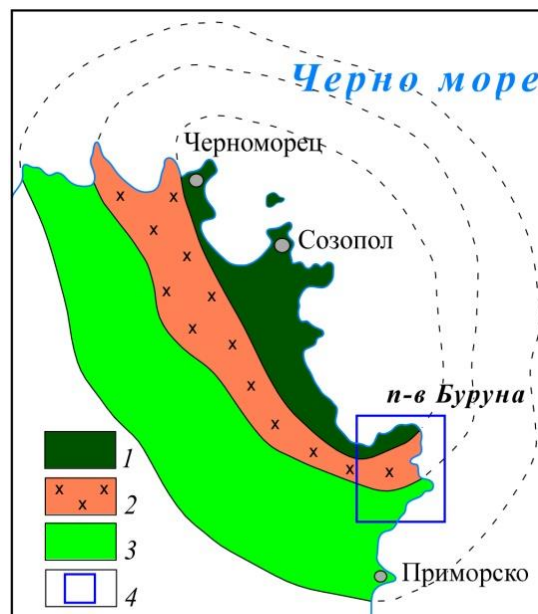 Черно море
Черноморец
Созопол
п-в Буруна
1
x x
x
2
3
4
Приморско